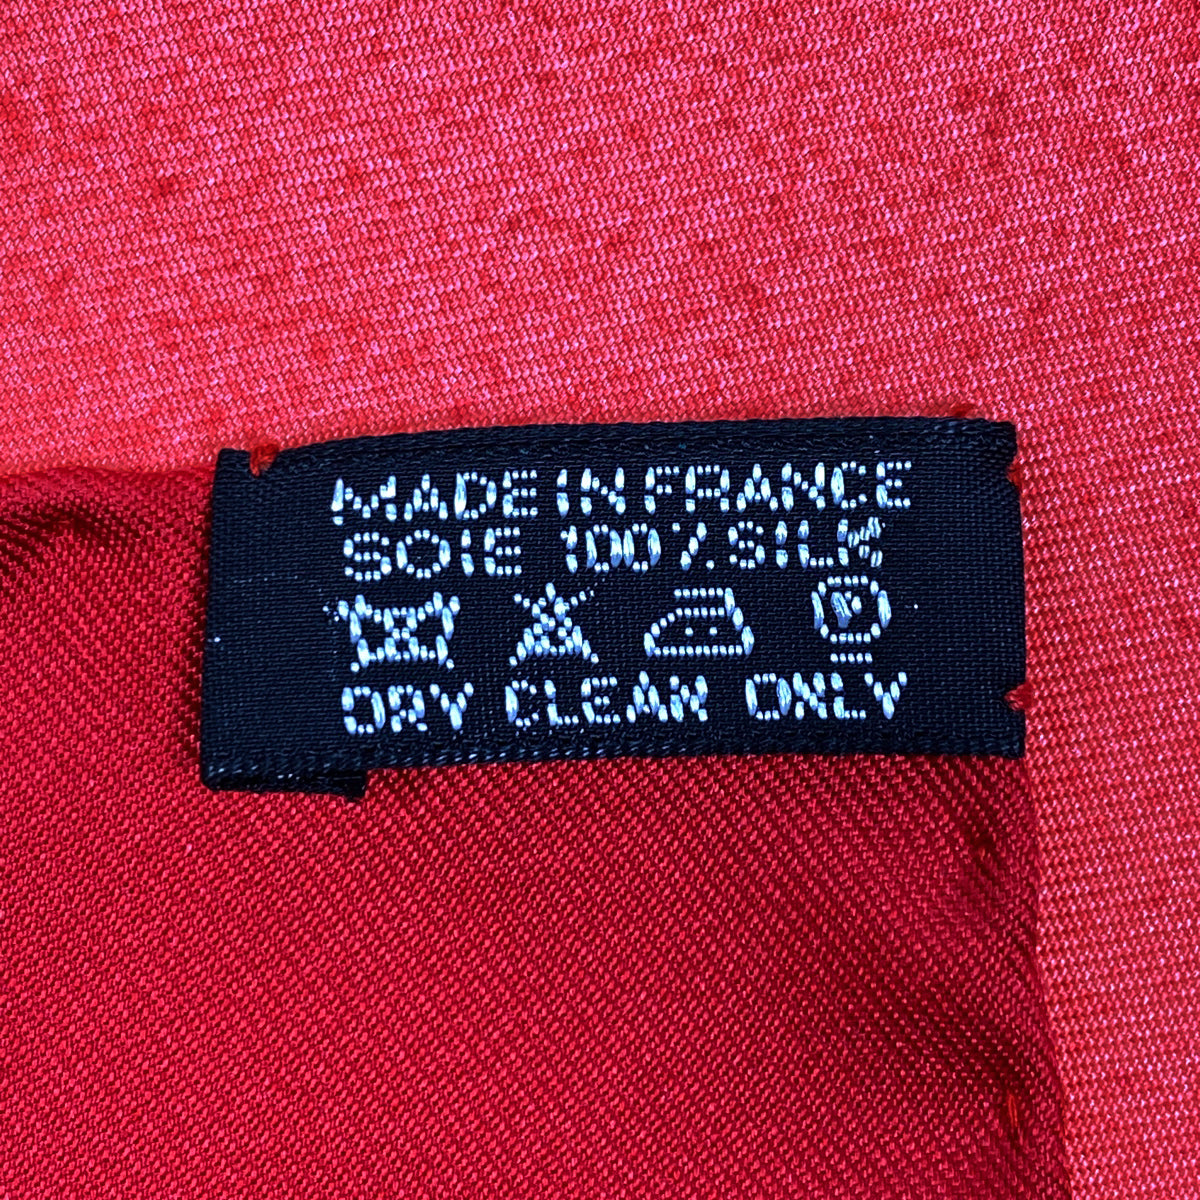 MADE IN FRANCE
SOIE 100% SILK
P
DRY CLEAN ONLY